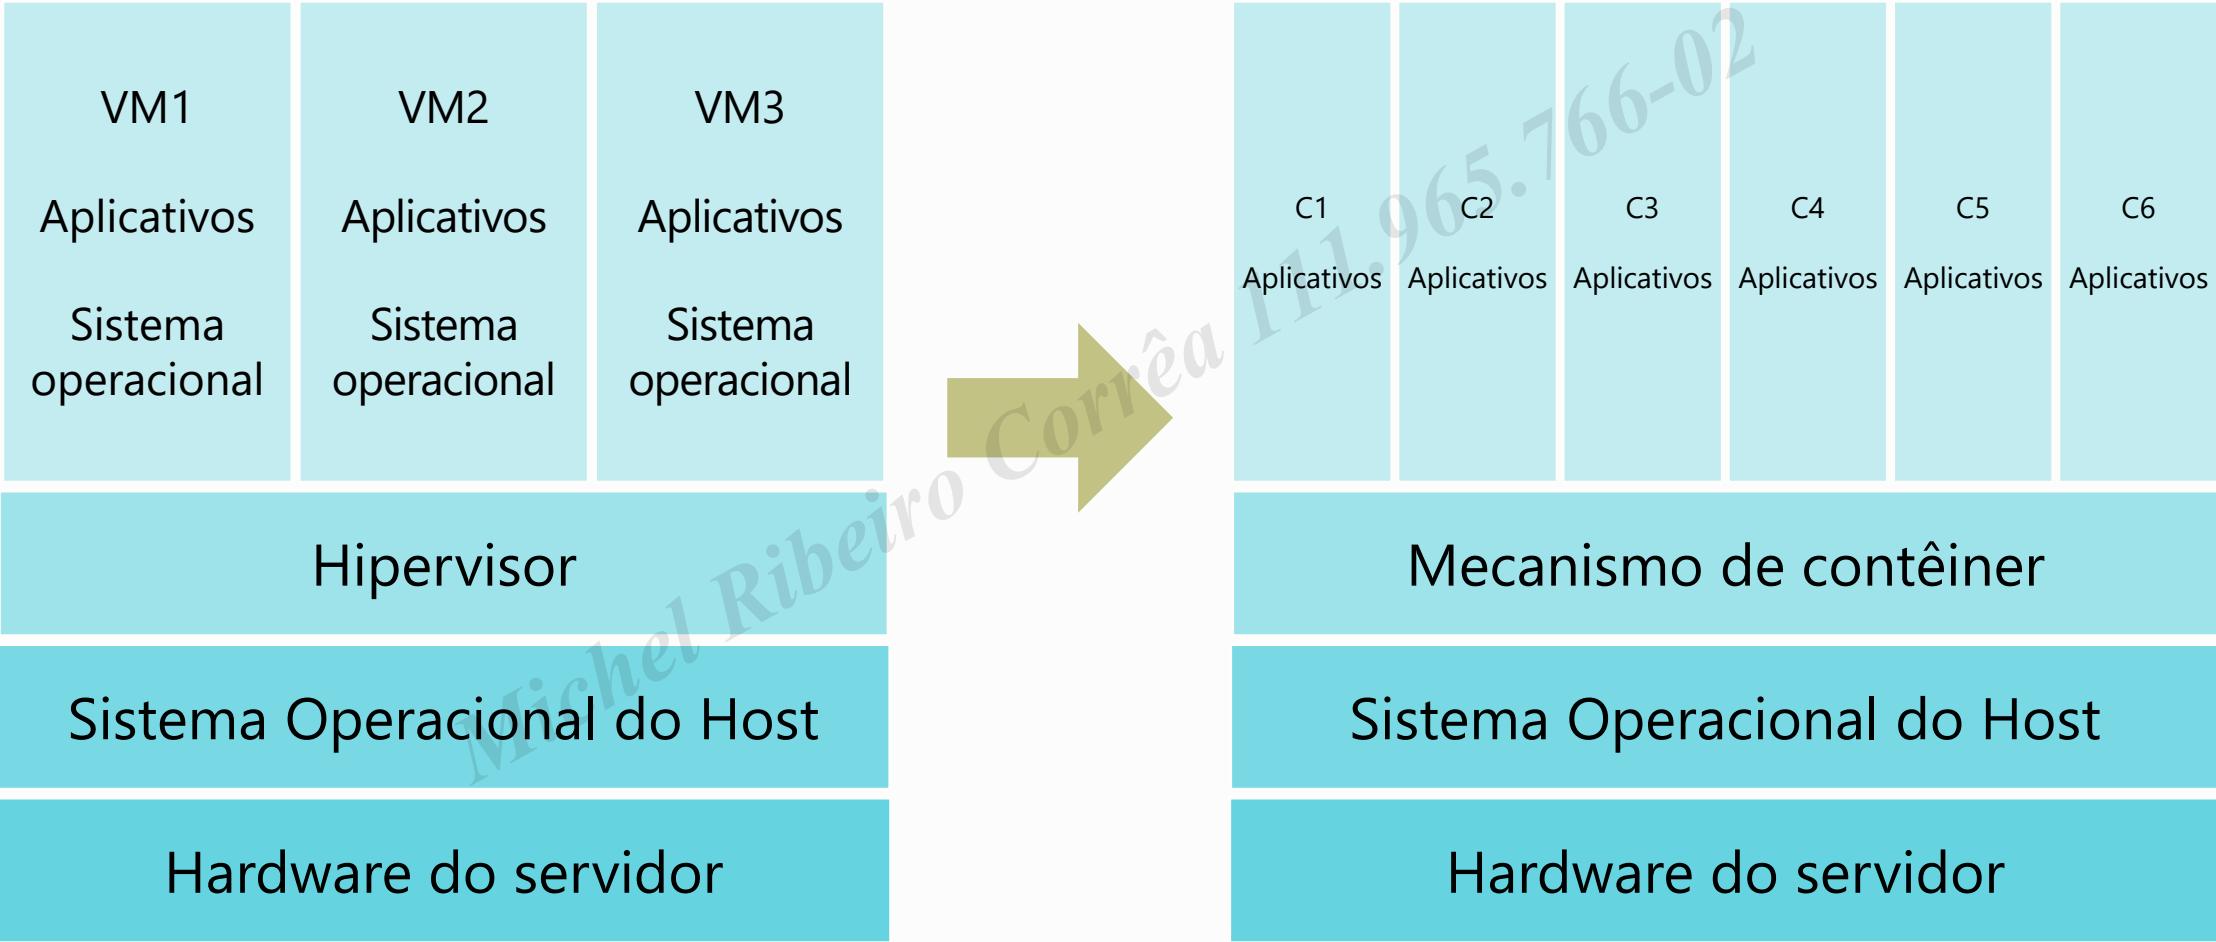 VM1
Aplicativos
Sistema
operacional
VM2
Aplicativos
Sistema
operacional
VM3
Aplicativos
Sistema
operacional
Hipervisor
Sistema Operacional do Host
Hardware do servidor
C1
Aplicativos
C2
Aplicativos
C3
Aplicativos
C4
Aplicativos
C5
Aplicativos
C6
Aplicativos
Mecanismo de contêiner
Sistema Operacional do Host
Hardware do servidor
Michel Ribeiro Corrêa 111.965.766-02